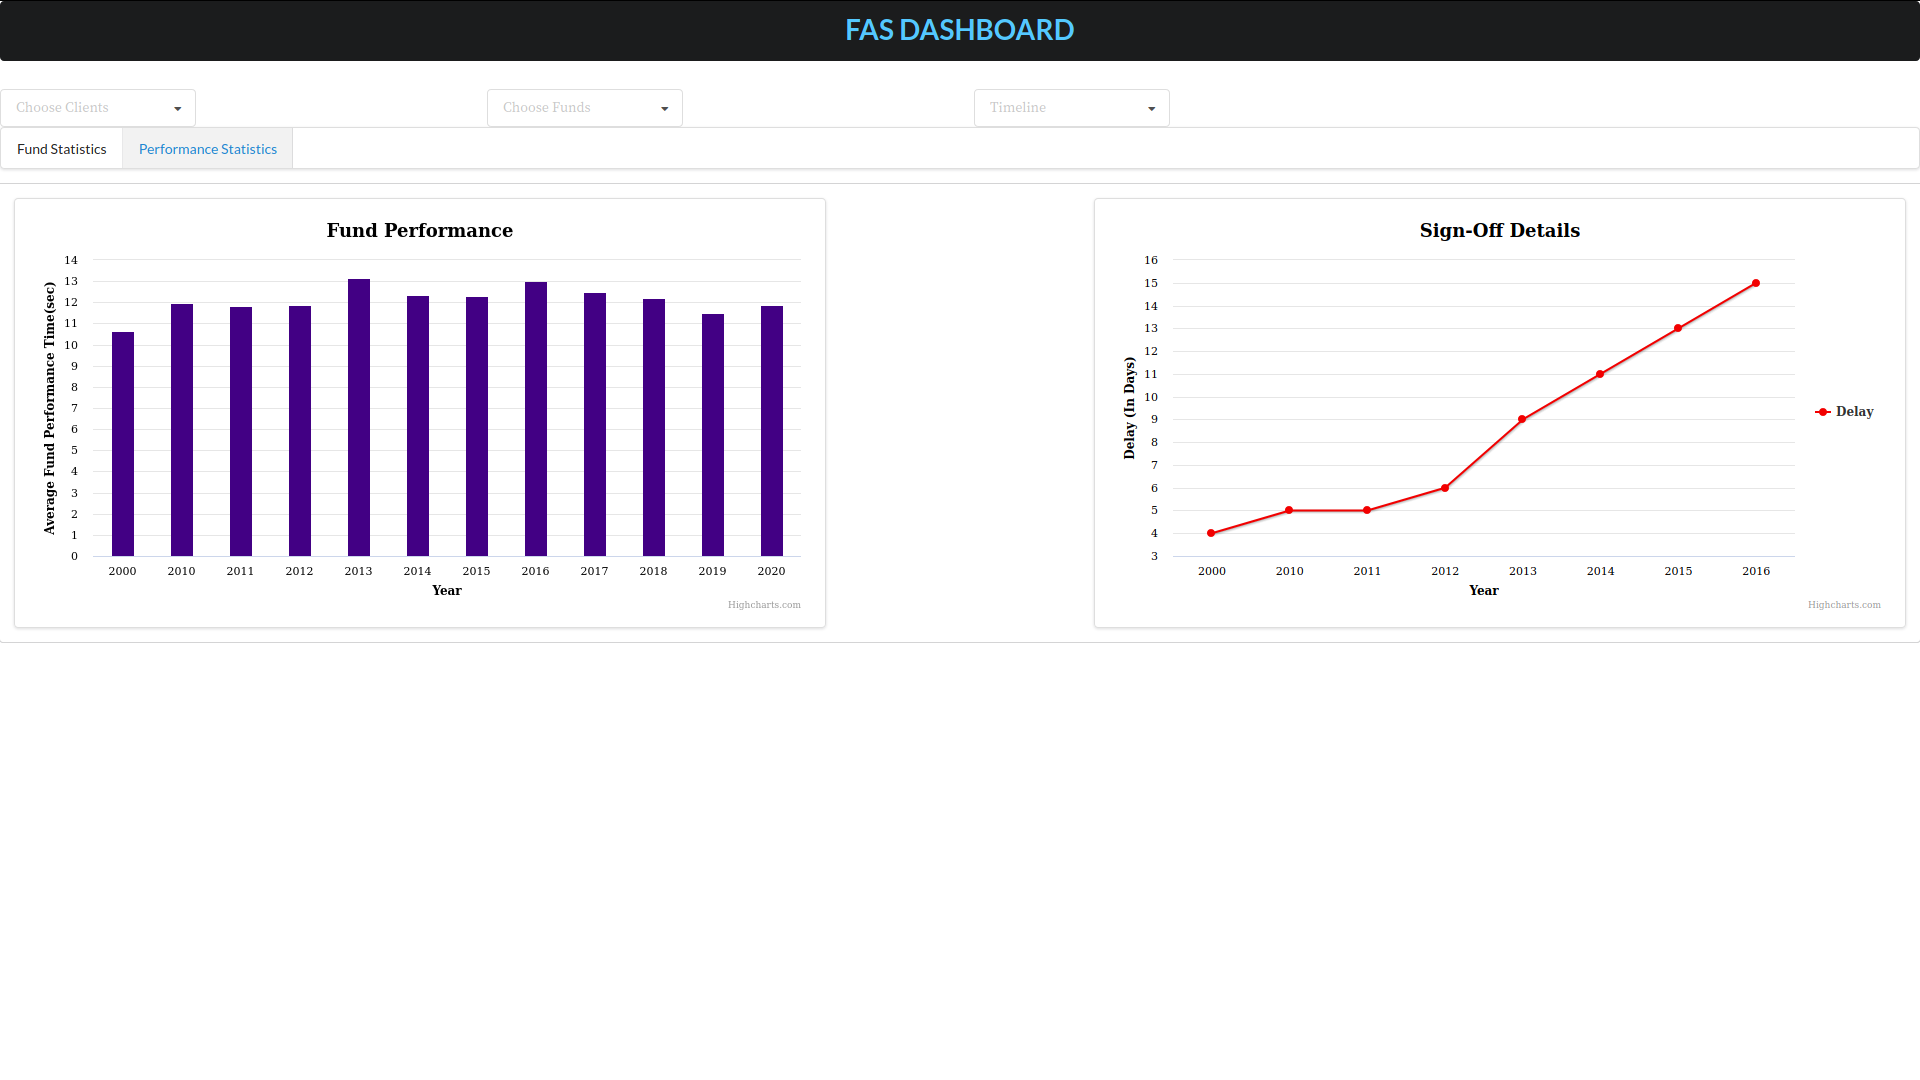 FAS DASHBOARD
Choose Clients
Choose Funds
Timeline
Fund Statistics
Performance Statistics
Fund Performance
Average Fund Performance Time(sec)
14
13
12
11
10
9
8
7
6
5
4
3
2
1
0
2000 2010 2011 2012 2013 2014 2015 2016 2017 2018 2019 2020
Year
Highcharts.com
Sign-Off Details
Delay (In Days)
16
15
14
13
12
11
10
9
8
7
6
5
4
3
2000 2010 2011 2012 2013 2014 2015 2016
Year
Delay
Highcharts.com